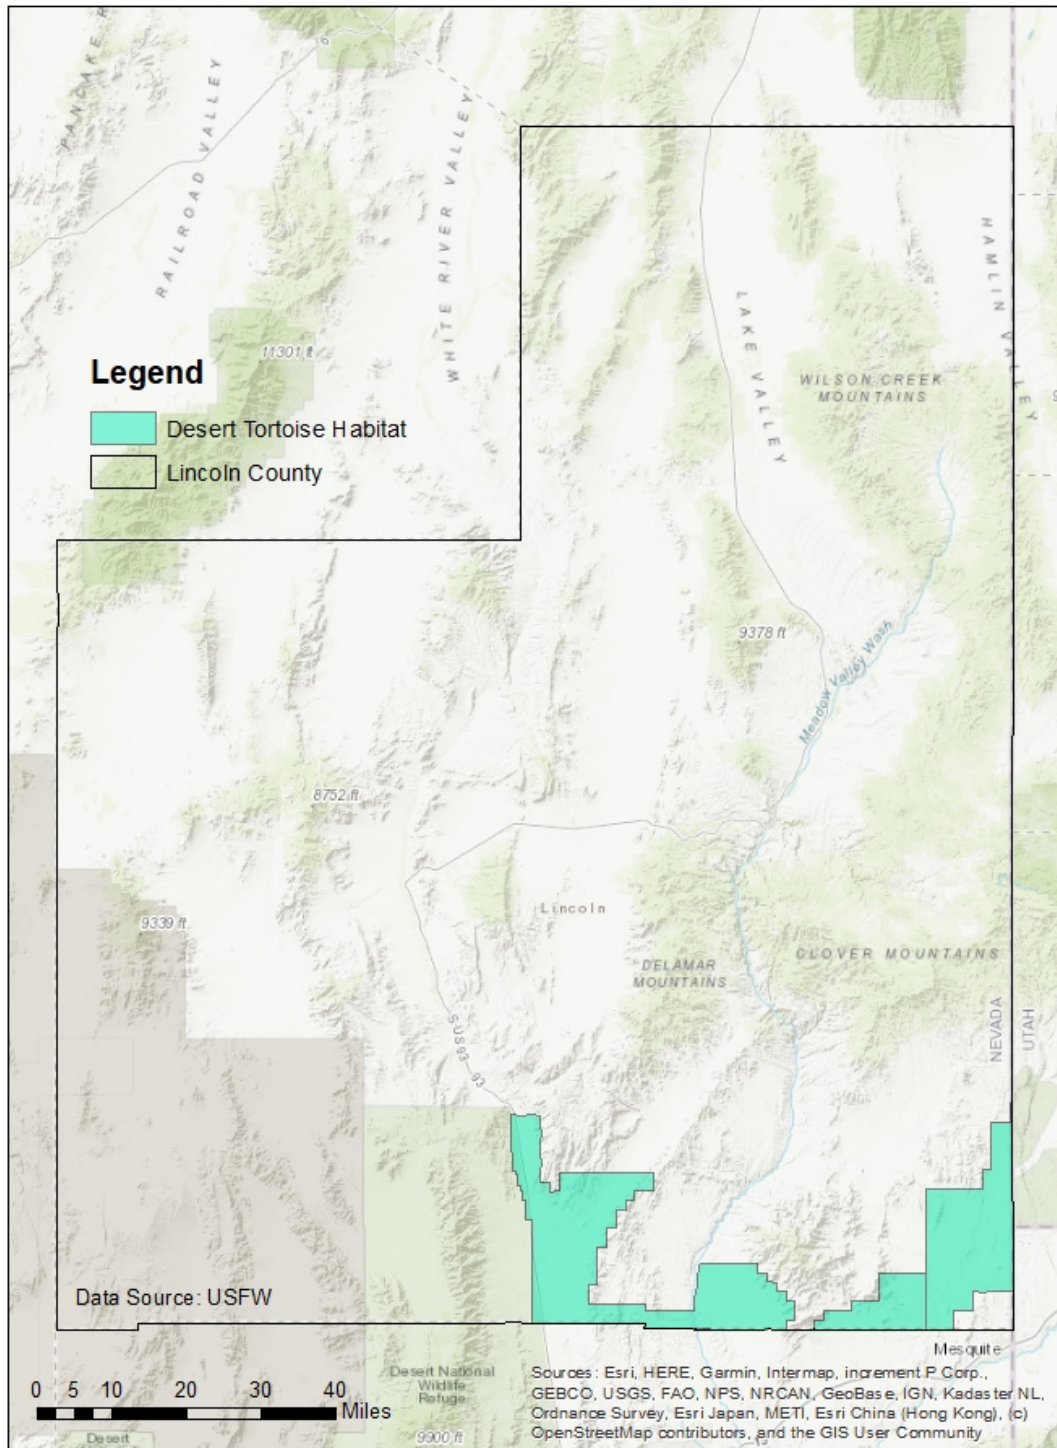 6
PANCAKE R
RAILROAD VALLEY
WHITE RIVER VALLEY
LAKE VALLEY
HAMLIN VALLEY
11301 ft
Legend
Desert Tortoise Habitat
Lincoln County
WILSON CREEK
MOUNTAINS
9378 ft
Meadow Valley Wash
8752 ft
9339 ft
Lincoln
DELAMAR
MOUNTAINS
CLOVER MOUNTAINS
NEVADA
UTAH
S US93
93
Data Source: USFW
Mesquite
Desert National
Wildlife
Refuge
0 5 10 20 30 40
Miles
Desert
9900 ft
Sources: Esri, HERE, Garmin, Intermap, increment P Corp.,
GEBCO, USGS, FAO, NPS, NRCAN, GeoBase, IGN, Kadaster NL,
Ordnance Survey, Esri Japan, METI, Esri China (Hong Kong), (c)
OpenStreetMap contributors, and the GIS User Community